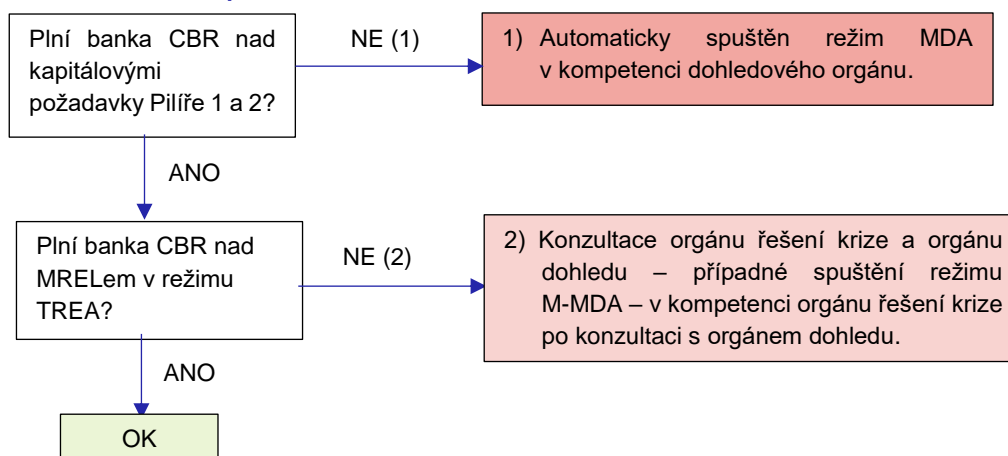 Plní banka CBR nad
kapitálovými
požadavky Pilíře 1 a 2?
NE (1)
1) Automaticky spuštěn režim MDA
v kompetenci dohledového orgánu.
ANO
Plní banka CBR nad
MRELem v režimu
TREA?
NE (2)
2) Konzultace orgánu řešení krize a orgánu
dohledu – případné spuštění režimu
M-MDA – v kompetenci orgánu řešení krize
po konzultaci s orgánem dohledu.
ANO
OK